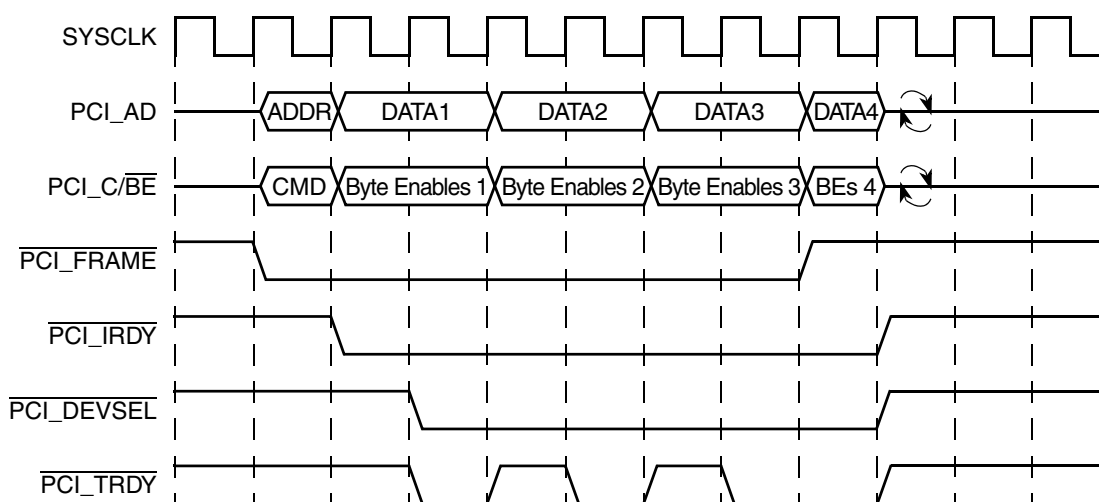 SYSCLK
PCI_AD ADDR DATA1 DATA2 DATA3 DATA4
PCI_C/BE CMD Byte Enables 1 Byte Enables 2 Byte Enables 3 BEs 4
PCI_FRAME
PCI_IRDY
PCI_DEVSEL
PCI_TRDY